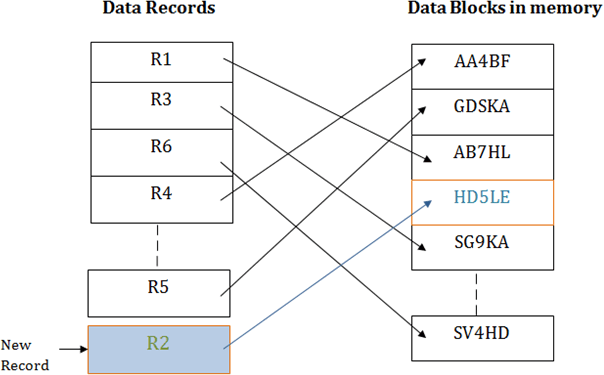 Data Records
R1
R3
R6
R4
R5
R2
New
Record
Data Blocks in memory
AA4BF
GDSKA
AB7HL
HD5LE
SG9KA
SV4HD